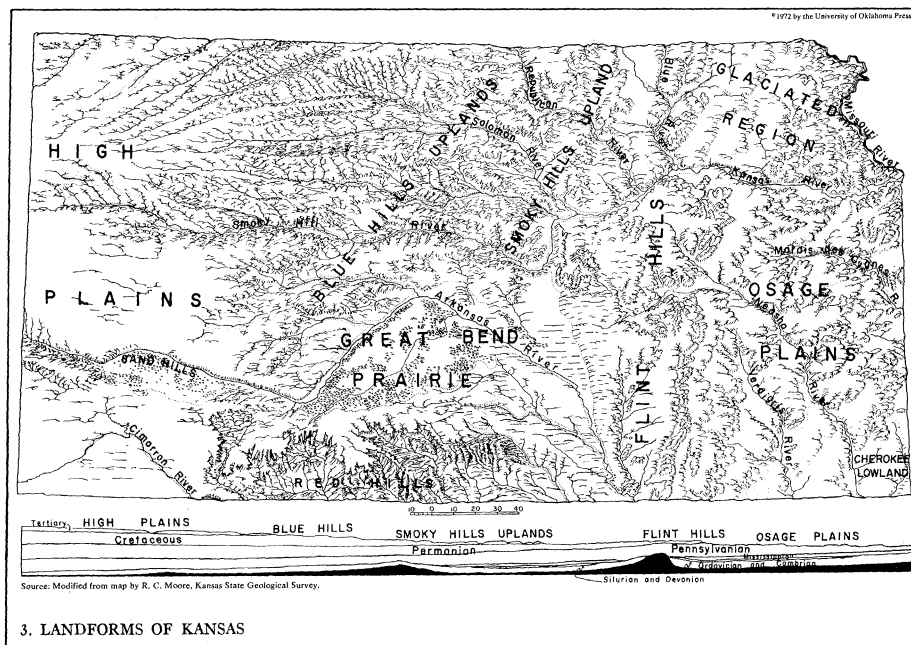 ©1972 by the University of Oklahoma Press
HIGH
PLAINS
BLUE HILLS UPLANDS
SMOKY HILLS UPLAND
GLACIATED
REGION
Republican
River
Blue
R.
Missouri
River
Solomon
River
Kansas River
Smoky Hill River
FLINT HILLS
Marais des Cygnes
R.
OSAGE
PLAINS
Neosho
River
Verdigris
River
Arkansas
River
GREAT BEND
PRAIRIE
SAND HILLS
Cimarron River
RED HILLS
CHEROKEE
LOWLAND
10 0 10 20 30 40
Tertiary HIGH PLAINS
BLUE HILLS
SMOKY HILLS UPLANDS
FLINT HILLS
OSAGE PLAINS
Cretaceous
Permanian
Pennsylvanian
Mississippian
Ordovician and Cambrian
Silurian and Devonion
Source: Modified from map by R. C. Moore, Kansas State Geological Survey.
3. LANDFORMS OF KANSAS